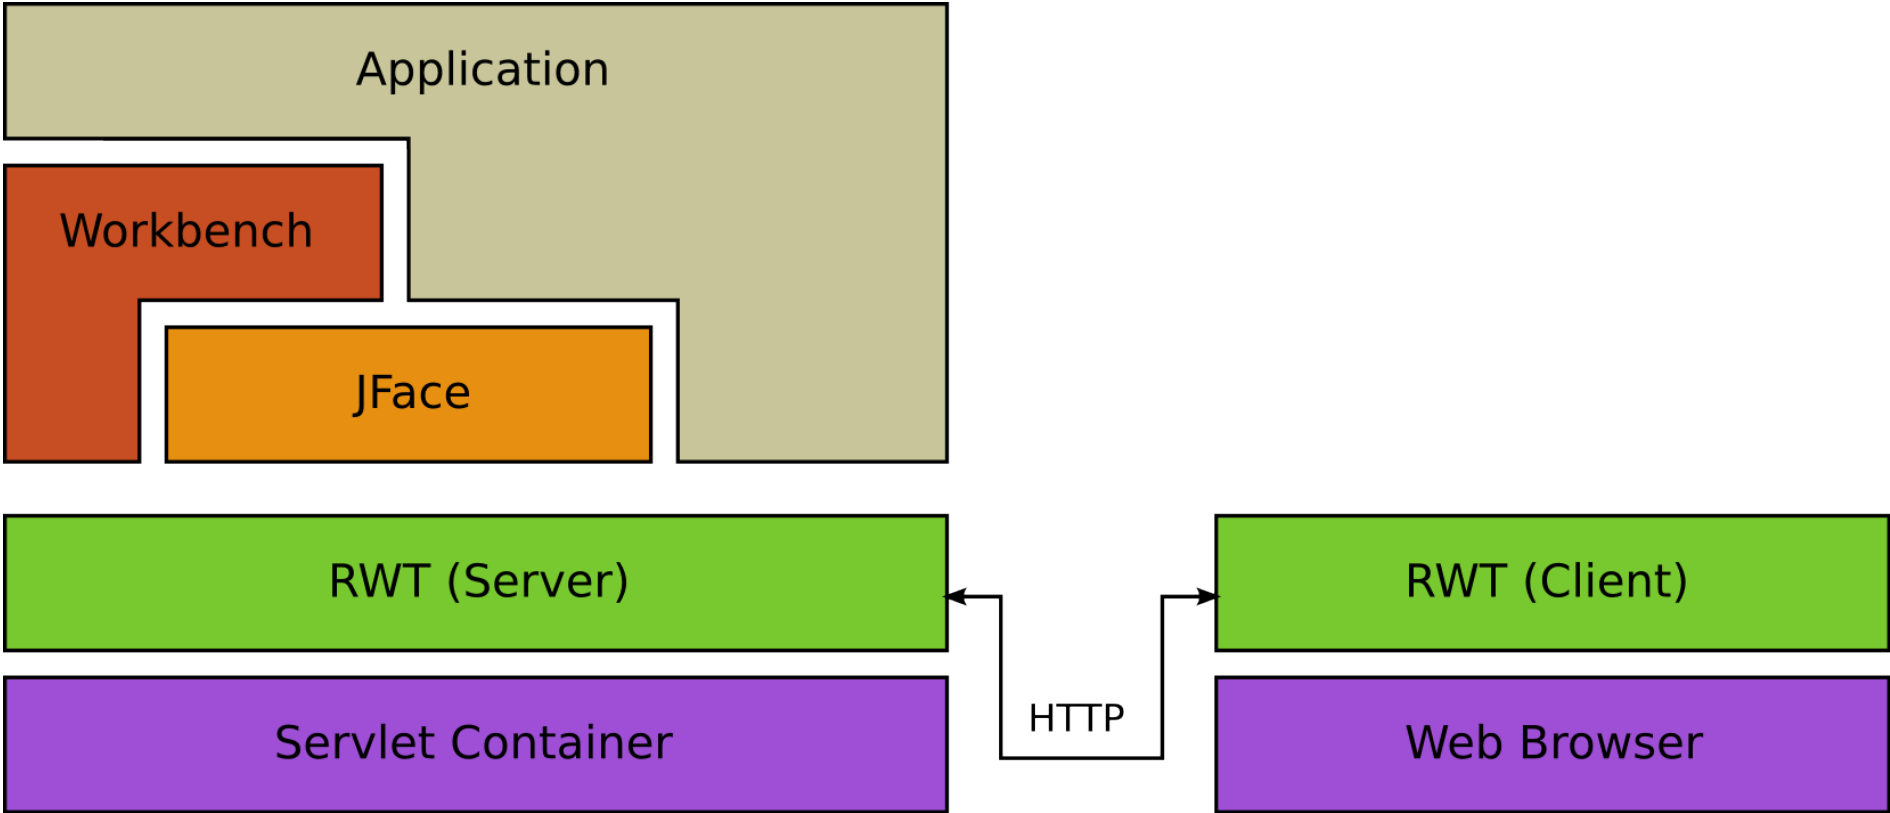 Application
Workbench
JFace
RWT (Server)
RWT (Client)
HTTP
Servlet Container
Web Browser